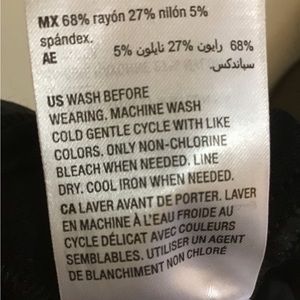 MX 68% rayón 27% nilón 5%
spándex.
AE
68% رايون 27% نايلون 5%
سباندكس.
US WASH BEFORE
WEARING. MACHINE WASH
COLD GENTLE CYCLE WITH LIKE
COLORS. ONLY NON-CHLORINE
BLEACH WHEN NEEDED. LINE
DRY. COOL IRON WHEN NEEDED.
CA LAVER AVANT DE PORTER. LAVER
EN MACHINE À L'EAU FROIDE AU
CYCLE DÉLICAT AVEC COULEURS
SEMBLABLES. UTILISER UN AGENT
DE BLANCHIMENT NON CHLORÉ